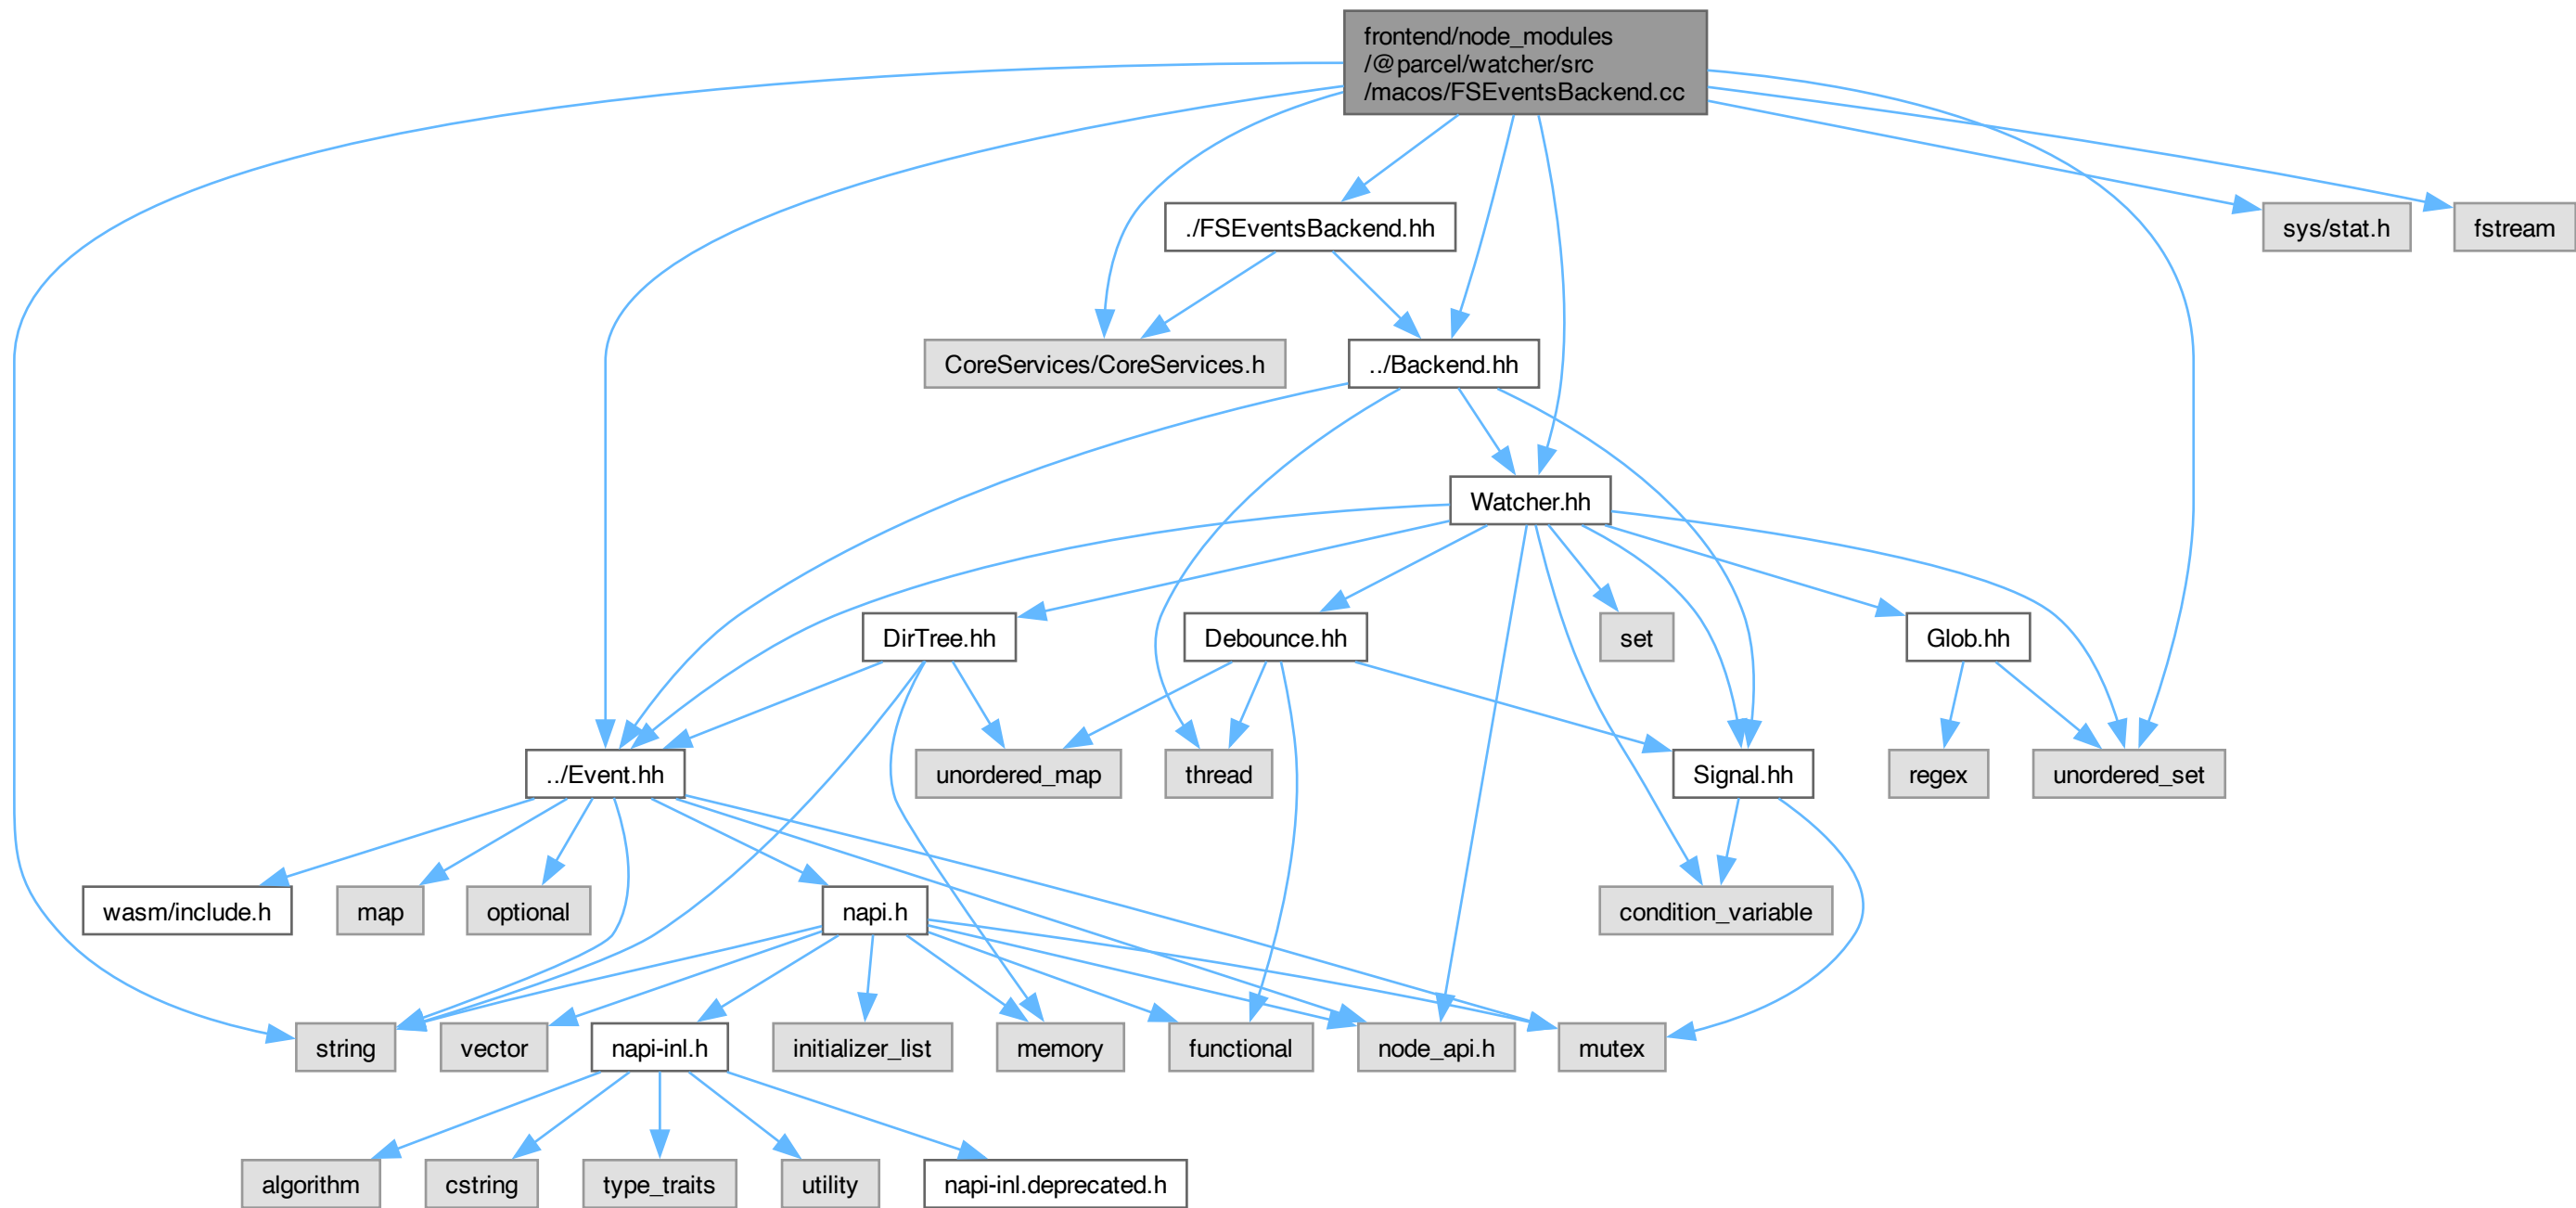 frontend/node_modules
/@parcel/watcher/src
/macos/FSEventsBackend.cc
./FSEventsBackend.hh
sys/stat.h
fstream
CoreServices/CoreServices.h
../Backend.hh
Watcher.hh
DirTree.hh
Debounce.hh
set
Glob.hh
../Event.hh
unordered_map
thread
Signal.hh
regex
unordered_set
wasm/include.h
map
optional
napi.h
condition_variable
string
vector
napi-inl.h
initializer_list
memory
functional
node_api.h
mutex
algorithm
cstring
type_traits
utility
napi-inl.deprecated.h